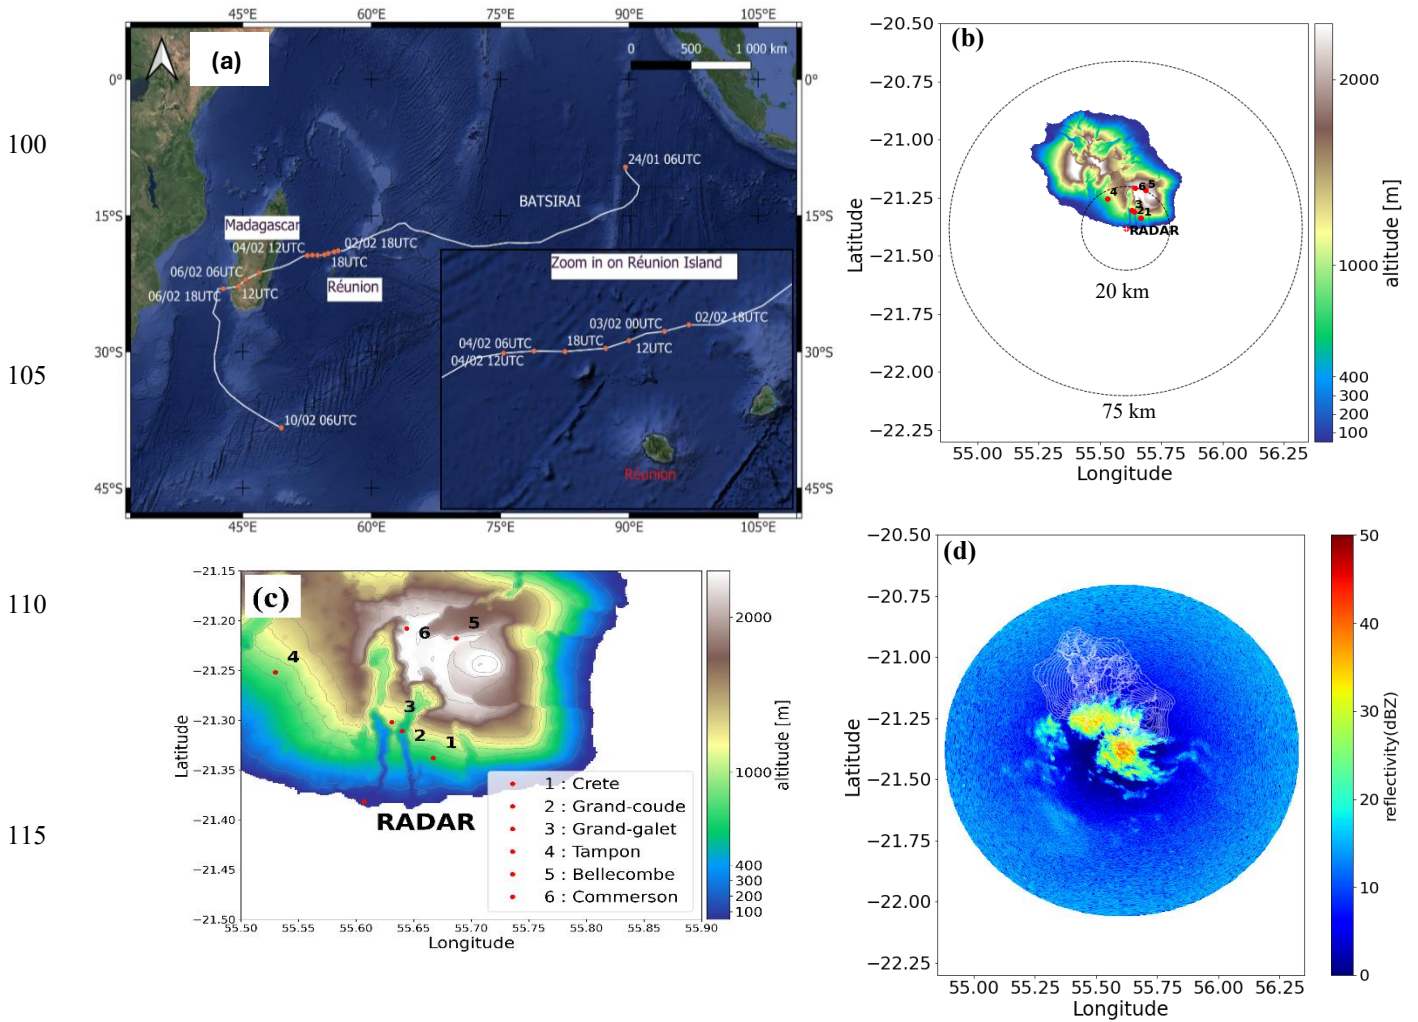 100
105
110
115
45°E
60°E
75°E
90°E
105°E
(a)
0
500
1 000 km
0°
15°S
30°S
45°S
0°
15°S
30°S
45°S
24/01 06UTC
BATSIRAI
Madagascar
04/02 12UTC
02/02 18UTC
18UTC
06/02 06UTC
12UTC
06/02 18UTC
Réunion
10/02 06UTC
Zoom in on Réunion Island
03/02 00UTC
02/02 18UTC
04/02 06UTC
18UTC
12UTC
04/02 12UTC
Réunion
45°E
60°E
75°E
90°E
105°E
(b)
−20.50
−20.75
−21.00
−21.25
−21.50
−21.75
−22.00
−22.25
Latitude
4
6
5
3
2
1
RADAR
20 km
75 km
55.00
55.25
55.50
55.75
56.00
56.25
Longitude
2000
1000
400
300
200
100
altitude [m]
(c)
−21.15
−21.20
−21.25
−21.30
−21.35
−21.40
−21.45
−21.50
Latitude
4
6
5
3
2
1
RADAR
1 : Crete
2 : Grand-coude
3 : Grand-galet
4 : Tampon
5 : Bellecombe
6 : Commerson
55.50
55.55
55.60
55.65
55.70
55.75
55.80
55.85
55.90
Longitude
2000
1000
400
300
200
100
altitude [m]
(d)
−20.50
−20.75
−21.00
−21.25
−21.50
−21.75
−22.00
−22.25
Latitude
55.00
55.25
55.50
55.75
56.00
56.25
Longitude
50
40
30
20
10
0
reflectivity(dBZ)